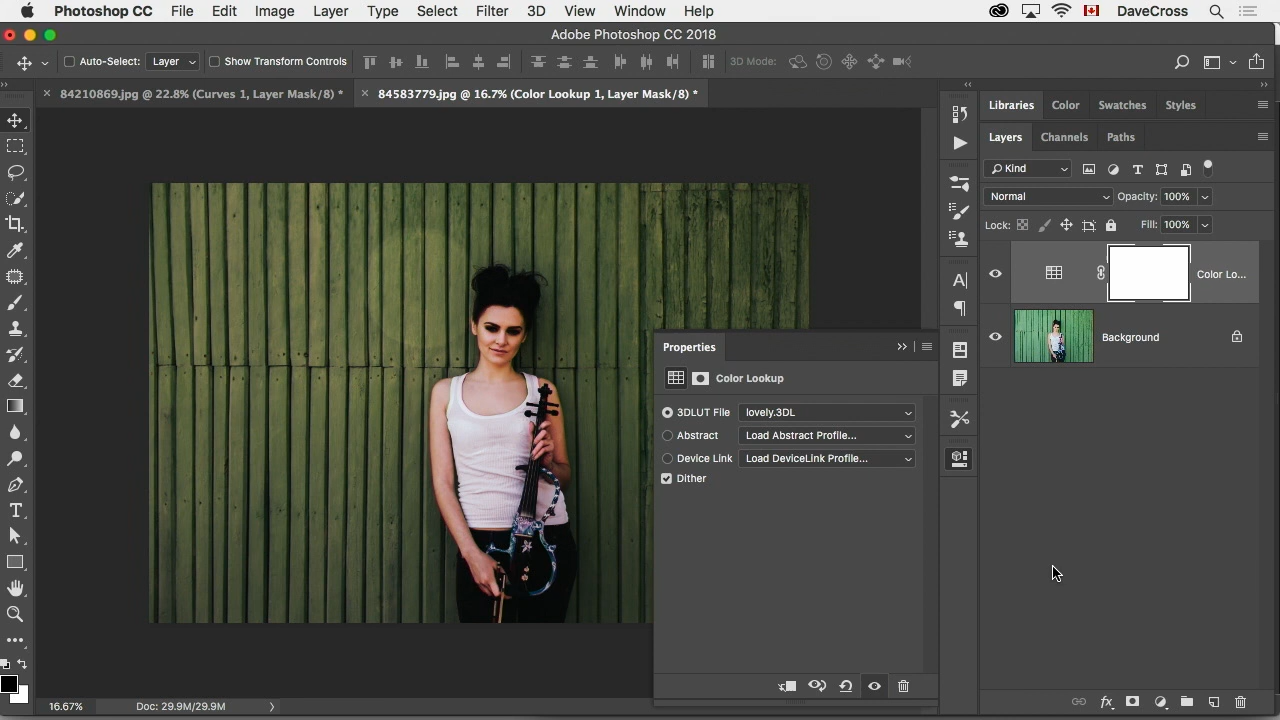 Photoshop CC File Edit Image Layer Type Select Filter 3D View Window Help DaveCross
Adobe Photoshop CC 2018
Auto-Select: Layer Show Transform Controls 3D Mode:
84210869.jpg @ 22.8% (Curves 1, Layer Mask/8) * 84583779.jpg @ 16.7% (Color Lookup 1, Layer Mask/8) *
Libraries Color Swatches Styles
Layers Channels Paths
Kind
Normal Opacity: 100%
Lock: Fill: 100%
Color Lo...
Background
Properties
Color Lookup
3DLUT File lovely.3DL
Abstract Load Abstract Profile...
Device Link Load DeviceLink Profile...
Dither
16.67% Doc: 29.9M/29.9M